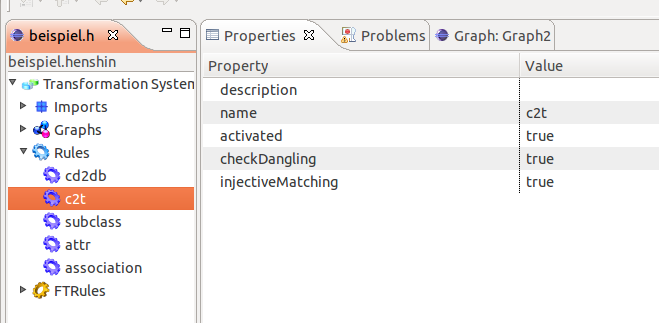 beispiel.h
beispiel.henshin
Transformation System
Imports
Graphs
Rules
cd2db
c2t
subclass
attr
association
FTRules
Properties Problems Graph: Graph2
Property Value
description
name c2t
activated true
checkDangling true
injectiveMatching true